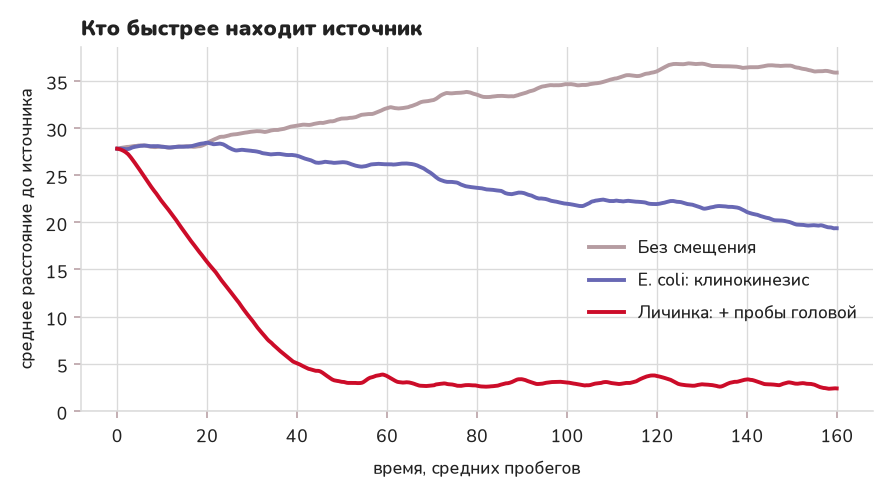 Кто быстрее находит источник
среднее расстояние до источника
35
30
25
20
15
10
5
0
Без смещения
E. coli: клинокинезис
Личинка: + пробы головой
0 20 40 60 80 100 120 140 160
время, средних пробегов